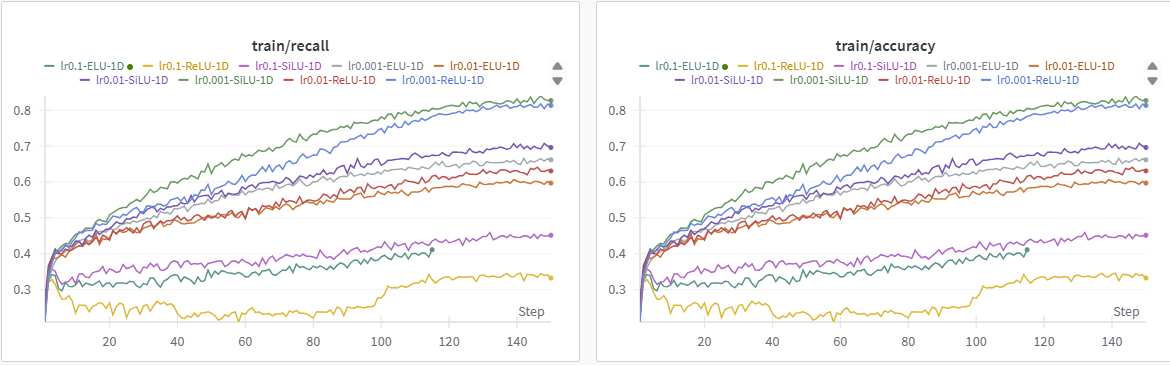 train/recall
lr0.1-ELU-1D lr0.1-ReLU-1D lr0.1-SiLU-1D lr0.001-ELU-1D lr0.01-ELU-1D
lr0.01-SiLU-1D lr0.001-SiLU-1D lr0.01-ReLU-1D lr0.001-ReLU-1D
0.8
0.7
0.6
0.5
0.4
0.3
Step
20 40 60 80 100 120 140
train/accuracy
lr0.1-ELU-1D lr0.1-ReLU-1D lr0.1-SiLU-1D lr0.001-ELU-1D lr0.01-ELU-1D
lr0.01-SiLU-1D lr0.001-SiLU-1D lr0.01-ReLU-1D lr0.001-ReLU-1D
0.8
0.7
0.6
0.5
0.4
0.3
Step
20 40 60 80 100 120 140